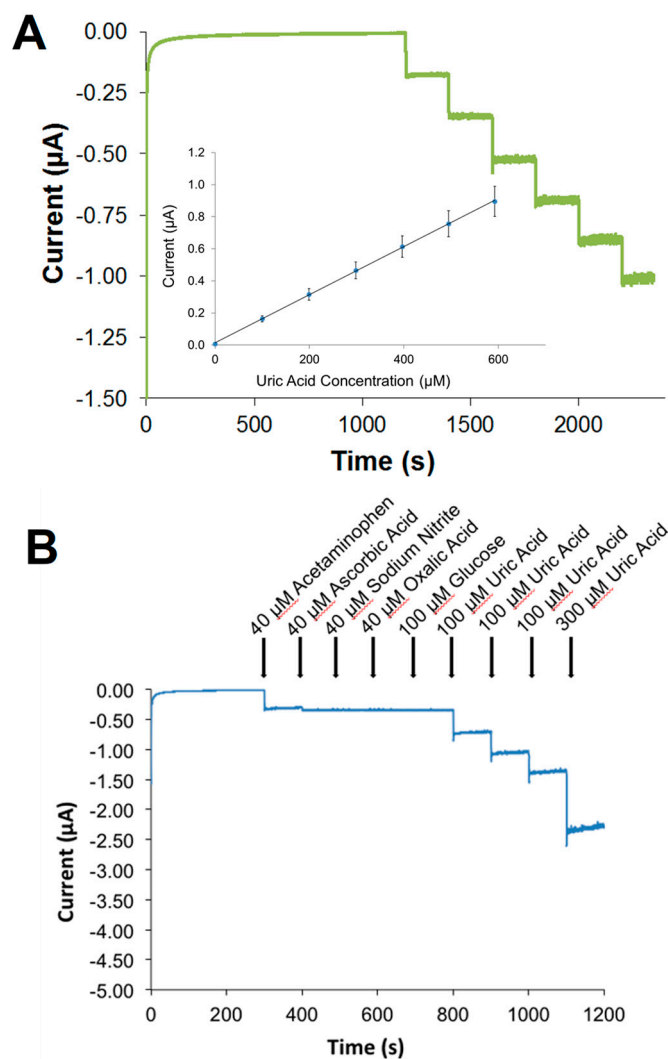 A
0.00
-0.25
-0.50
-0.75
-1.00
-1.25
-1.50
Current (µA)
0
500
1000
1500
2000
Time (s)
1.2
1.0
0.8
0.6
0.4
0.2
0.0
Current (µA)
0
200
400
600
Uric Acid Concentration (µM)
B
40 µM Acetaminophen
40 µM Ascorbic Acid
40 µM Sodium Nitrite
40 µM Oxalic Acid
100 µM Glucose
100 µM Uric Acid
100 µM Uric Acid
100 µM Uric Acid
300 µM Uric Acid
0.00
-0.50
-1.00
-1.50
-2.00
-2.50
-3.00
-3.50
-4.00
-4.50
-5.00
Current (µA)
0
200
400
600
800
1000
1200
Time (s)